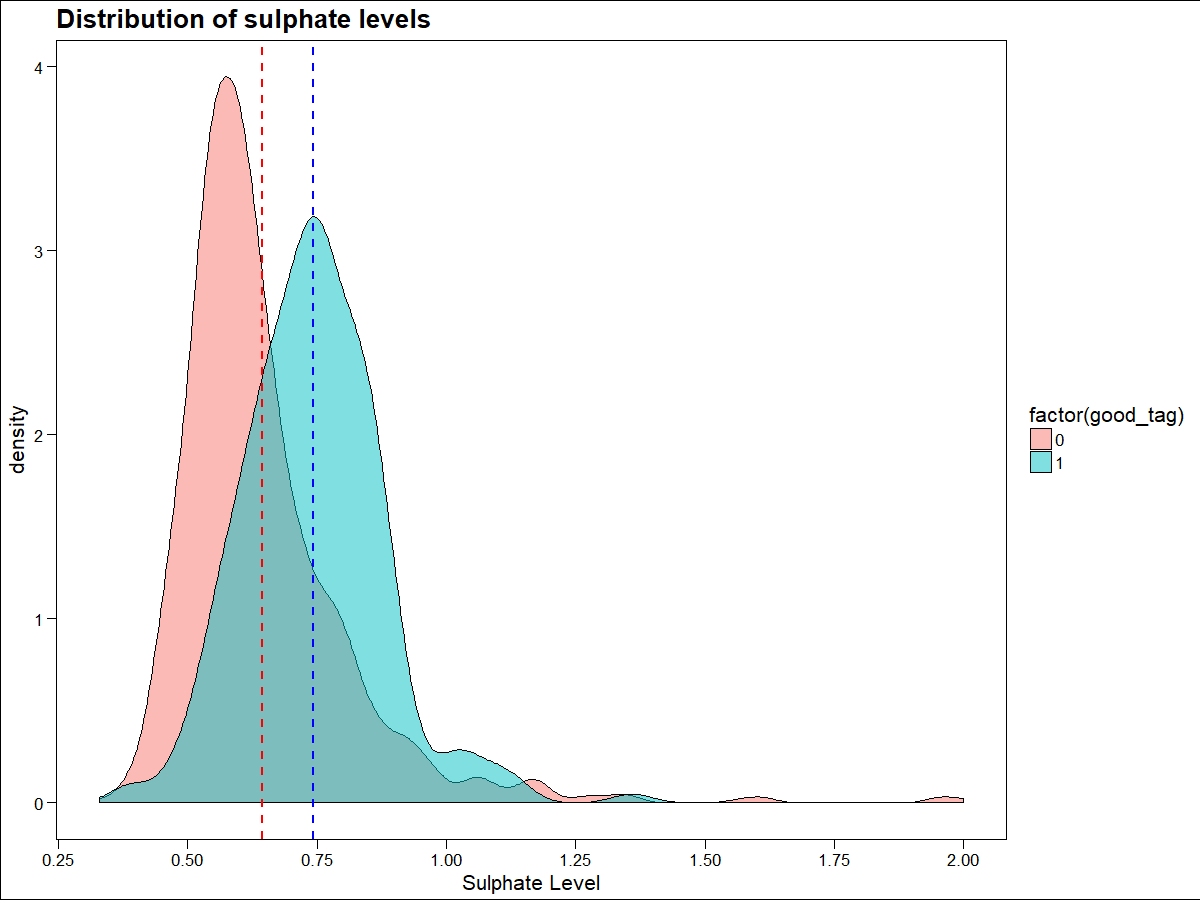 Distribution of sulphate levels
4
3
2
1
0
density
0.25 0.50 0.75 1.00 1.25 1.50 1.75 2.00
Sulphate Level
factor(good_tag)
0
1